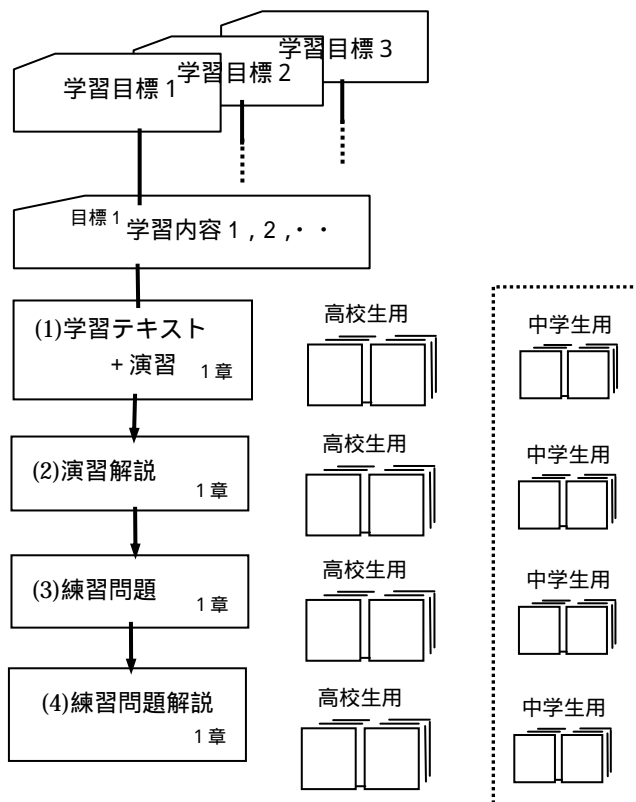 学習目標 3
学習目標 2
学習目標 1
目標 1 学習内容 1 , 2 ,・・
(1)学習テキスト
+ 演習 1 章
高校生用
中学生用
(2)演習解説
1 章
高校生用
中学生用
(3)練習問題
1 章
高校生用
中学生用
(4)練習問題解説
1 章
高校生用
中学生用